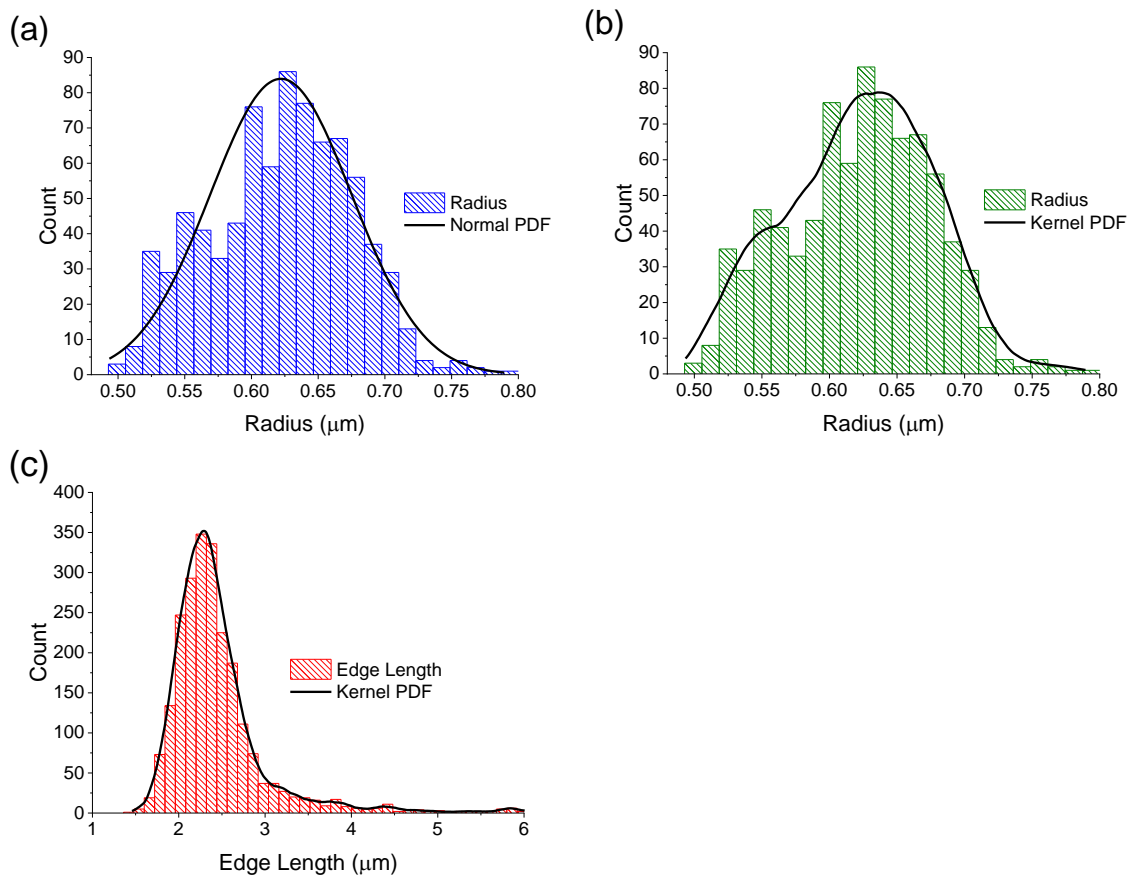 (a)
90
80
70
60
50
40
30
20
10
0
Count
0.50 0.55 0.60 0.65 0.70 0.75 0.80
Radius (μm)
Radius
Normal PDF
(b)
90
80
70
60
50
40
30
20
10
0
Count
0.50 0.55 0.60 0.65 0.70 0.75 0.80
Radius (μm)
Radius
Kernel PDF
(c)
400
350
300
250
200
150
100
50
0
Count
1 2 3 4 5 6
Edge Length (μm)
Edge Length
Kernel PDF